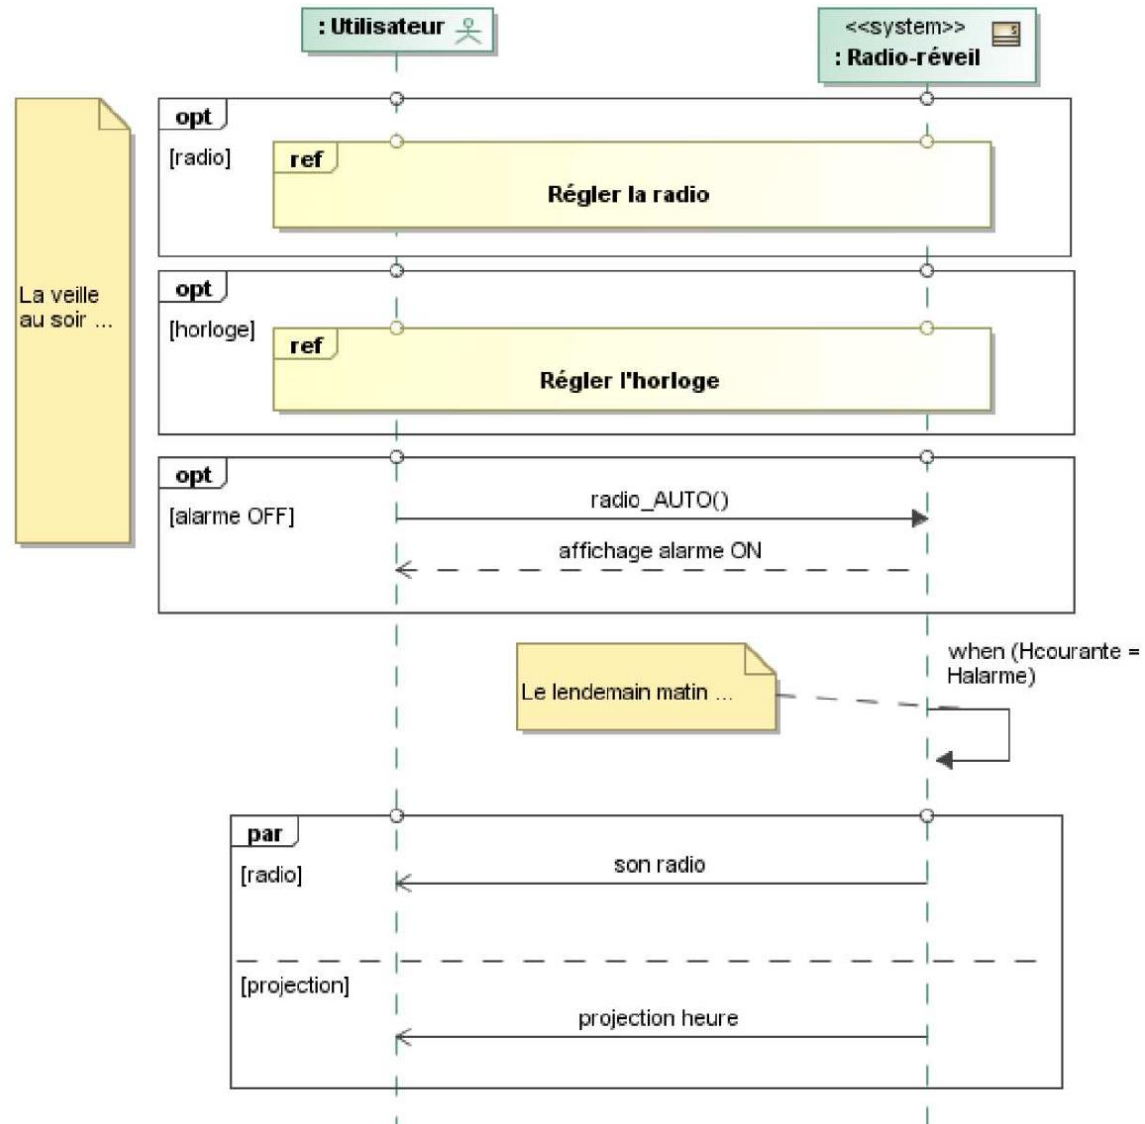 : Utilisateur
<<system>>
: Radio-réveil
opt
[radio]
ref
Régler la radio
La veille
au soir ...
opt
[horloge]
ref
Régler l'horloge
opt
[alarme OFF]
radio_AUTO()
affichage alarme ON
when (Hcourante =
Halarme)
Le lendemain matin ...
par
[radio]
son radio
[projection]
projection heure